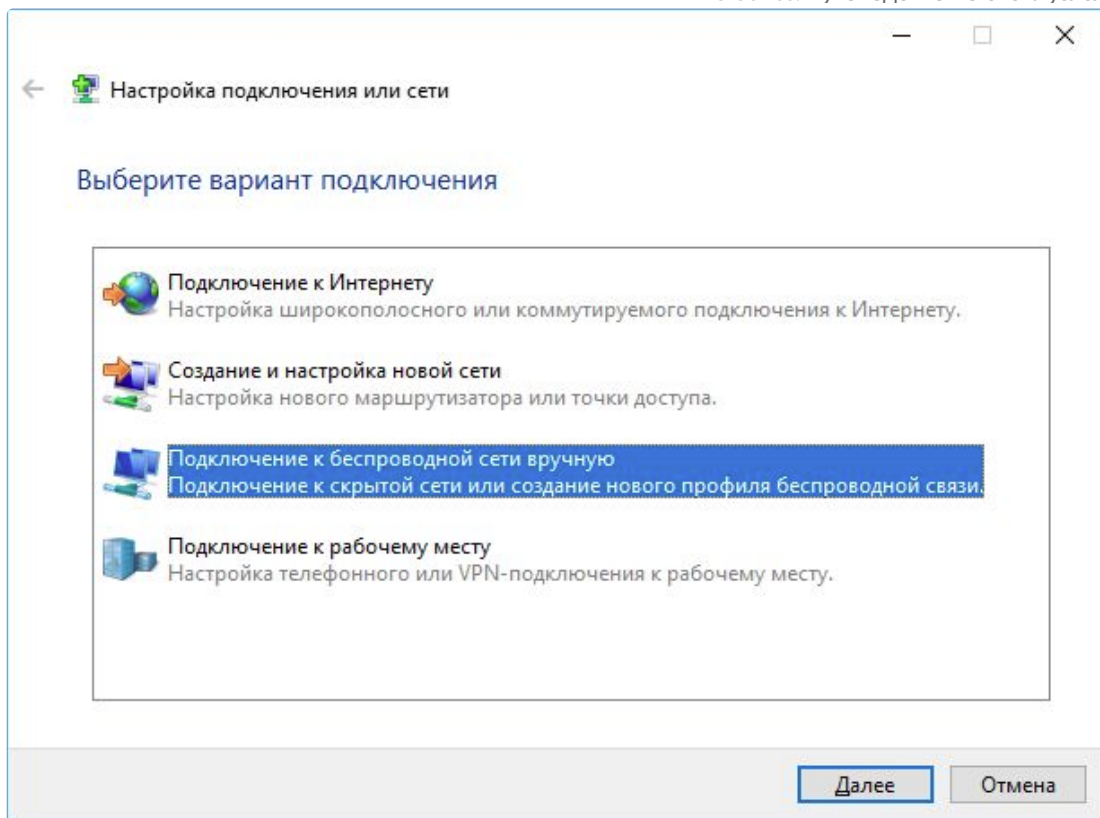 Настройка подключения или сети
Выберите вариант подключения
Подключение к Интернету
Настройка широкополосного или коммутируемого подключения к Интернету.
Создание и настройка новой сети
Настройка нового маршрутизатора или точки доступа.
Подключение к беспроводной сети вручную
Подключение к скрытой сети или создание нового профиля беспроводной связи.
Подключение к рабочему месту
Настройка телефонного или VPN-подключения к рабочему месту.
Далее
Отмена